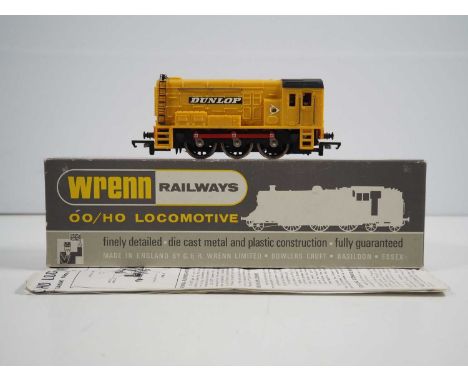 DUNLOP
wrenn RAILWAYS
OO/HO LOCOMOTIVE
finely detailed · die cast metal and plastic construction · fully guaranteed
MADE IN ENGLAND BY G & R WRENN LIMITED · BOWLERS CROFT · BASILDON · ESSEX